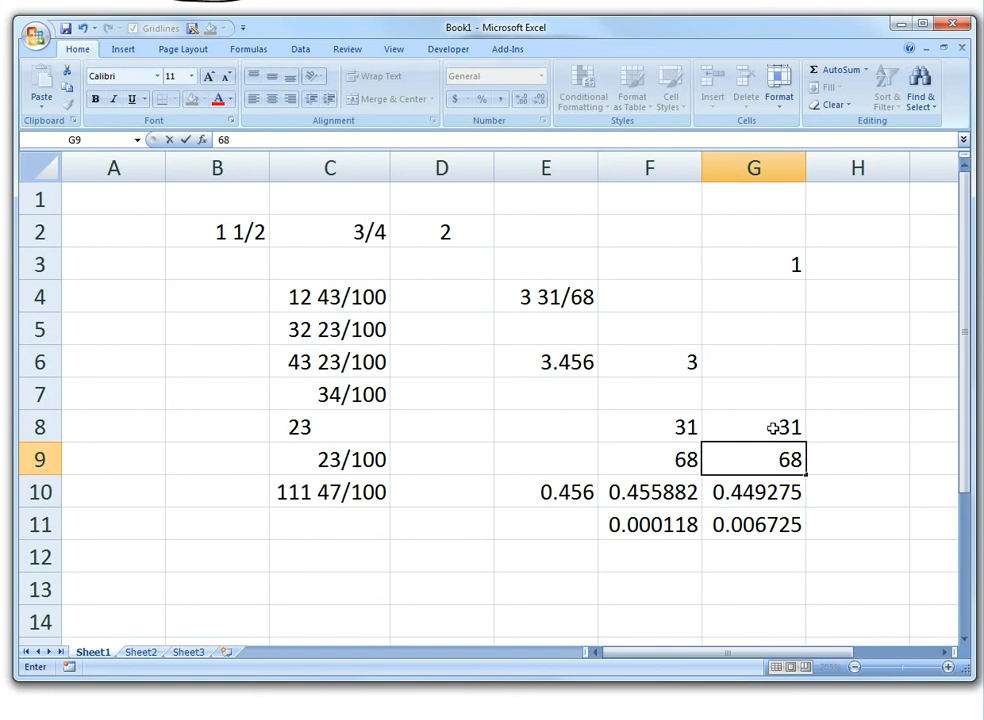 Book1 - Microsoft Excel
Gridlines
Home Insert Page Layout Formulas Data Review View Developer Add-Ins
Paste
Calibri 11 A A
B I U A
Wrap Text
Merge & Center
General
$ % ,
Conditional Formatting
Format as Table
Cell Styles
Insert Delete Format
Σ AutoSum
Fill
Clear
Sort & Filter
Find & Select
Clipboard Font Alignment Number Styles Cells Editing
G9 fx 68
A B C D E F G H
1
2 1 1/2 3/4 2
3 1
4 12 43/100 3 31/68
5 32 23/100
6 43 23/100 3.456 3
7 34/100
8 23 31 31
9 23/100 68 68
10 111 47/100 0.456 0.455882 0.449275
11 0.000118 0.006725
12
13
14
Sheet1 Sheet2 Sheet3
Enter